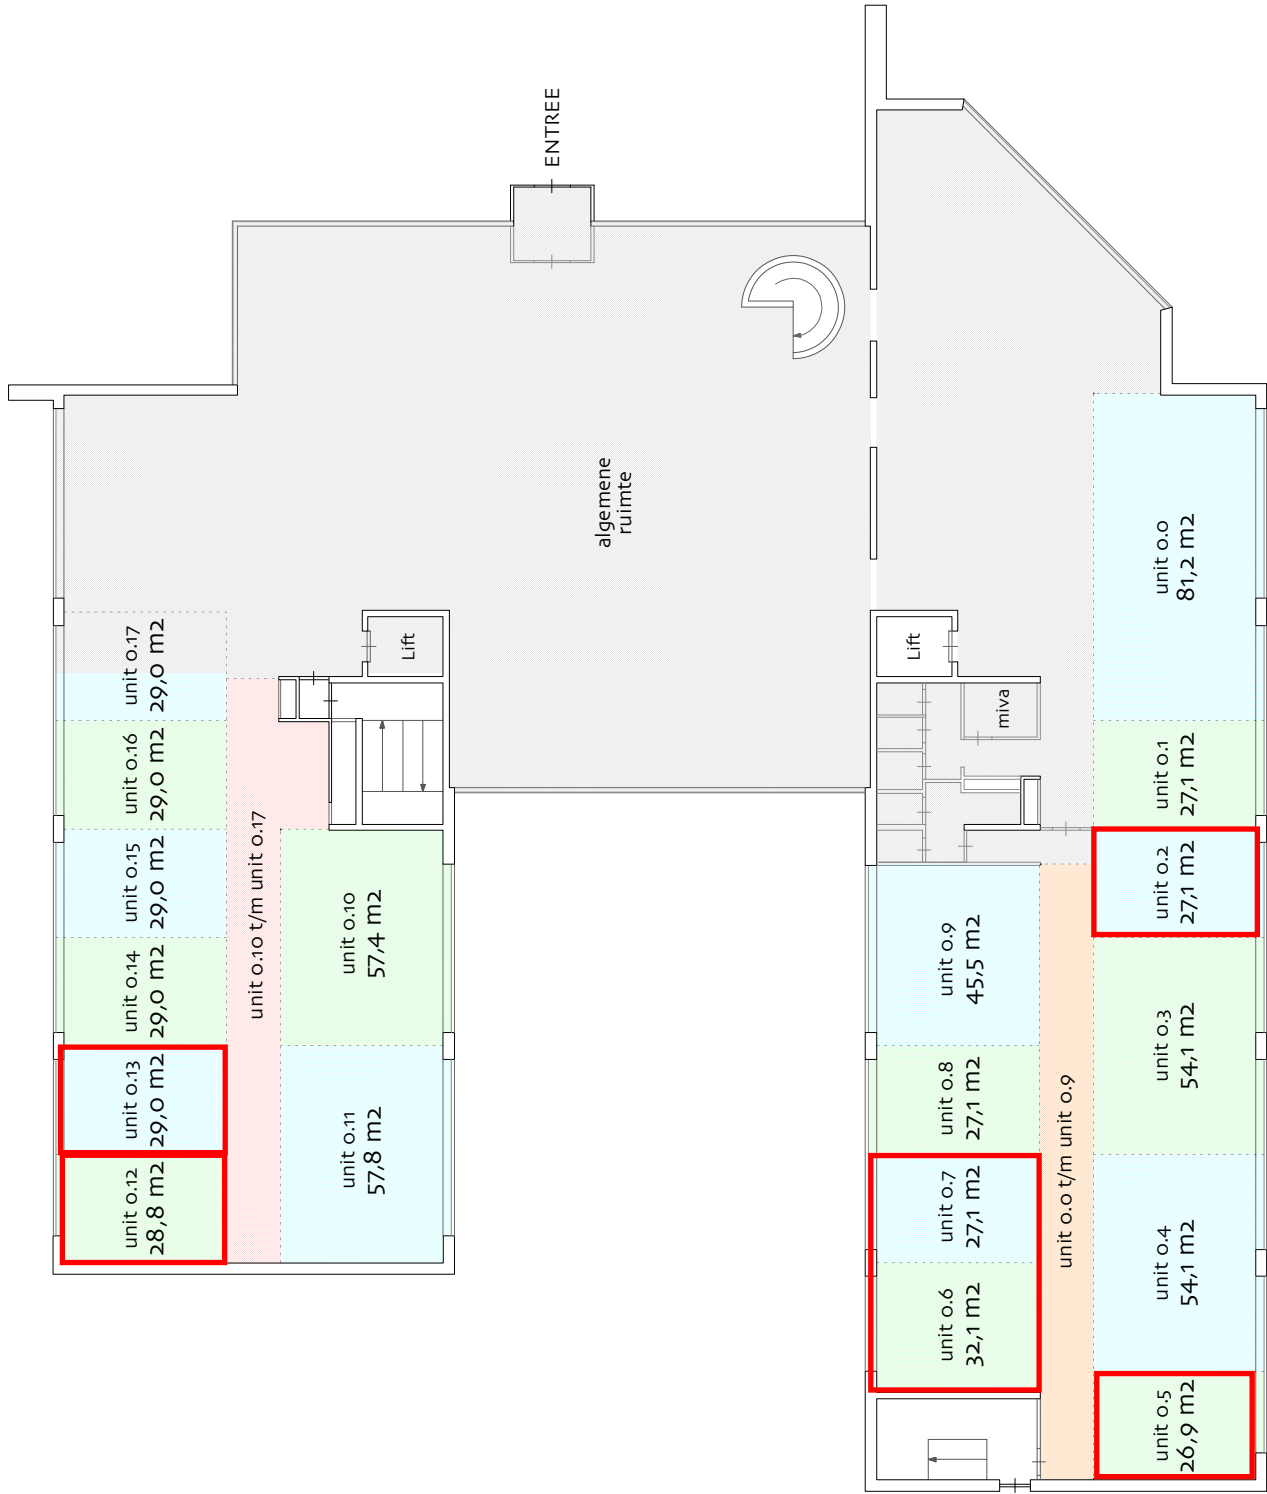 ENTREE
algemene
ruimte
unit 0.17
29,0 m2
unit 0.16
29,0 m2
unit 0.15
29,0 m2
unit 0.14
29,0 m2
unit 0.13
29,0 m2
unit 0.12
28,8 m2
unit 0.10 t/m unit 0.17
Lift
unit 0.10
57,4 m2
unit 0.11
57,8 m2
Lift
miva
unit 0.9
45,5 m2
unit 0.8
27,1 m2
unit 0.7
27,1 m2
unit 0.6
32,1 m2
unit 0.0 t/m unit 0.9
unit 0.0
81,2 m2
unit 0.1
27,1 m2
unit 0.2
27,1 m2
unit 0.3
54,1 m2
unit 0.4
54,1 m2
unit 0.5
26,9 m2